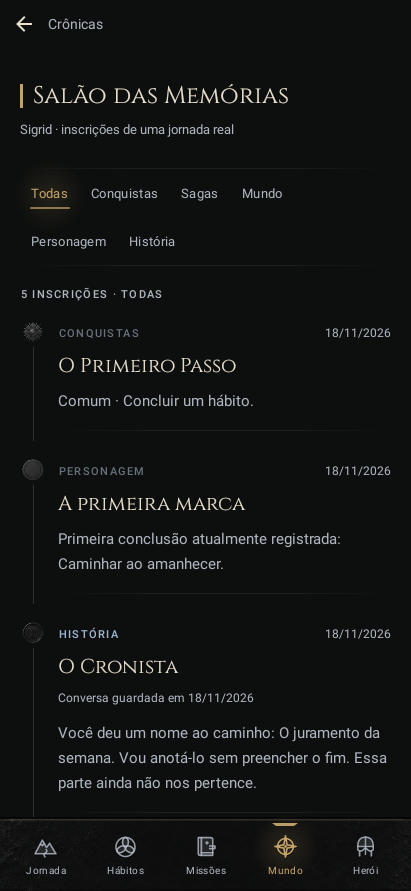 Crônicas
Salão das Memórias
Sigrid · inscrições de uma jornada real
Todas Conquistas Sagas Mundo
Personagem História
5 INSCRIÇÕES · TODAS
CONQUISTAS 18/11/2026
O Primeiro Passo
Comum · Concluir um hábito.
PERSONAGEM 18/11/2026
A primeira marca
Primeira conclusão atualmente registrada:
Caminhar ao amanhecer.
HISTÓRIA 18/11/2026
O Cronista
Conversa guardada em 18/11/2026
Você deu um nome ao caminho: O juramento da
semana. Vou anotá-lo sem preencher o fim. Essa
parte ainda não nos pertence.
Jornada Hábitos Missões Mundo Herói